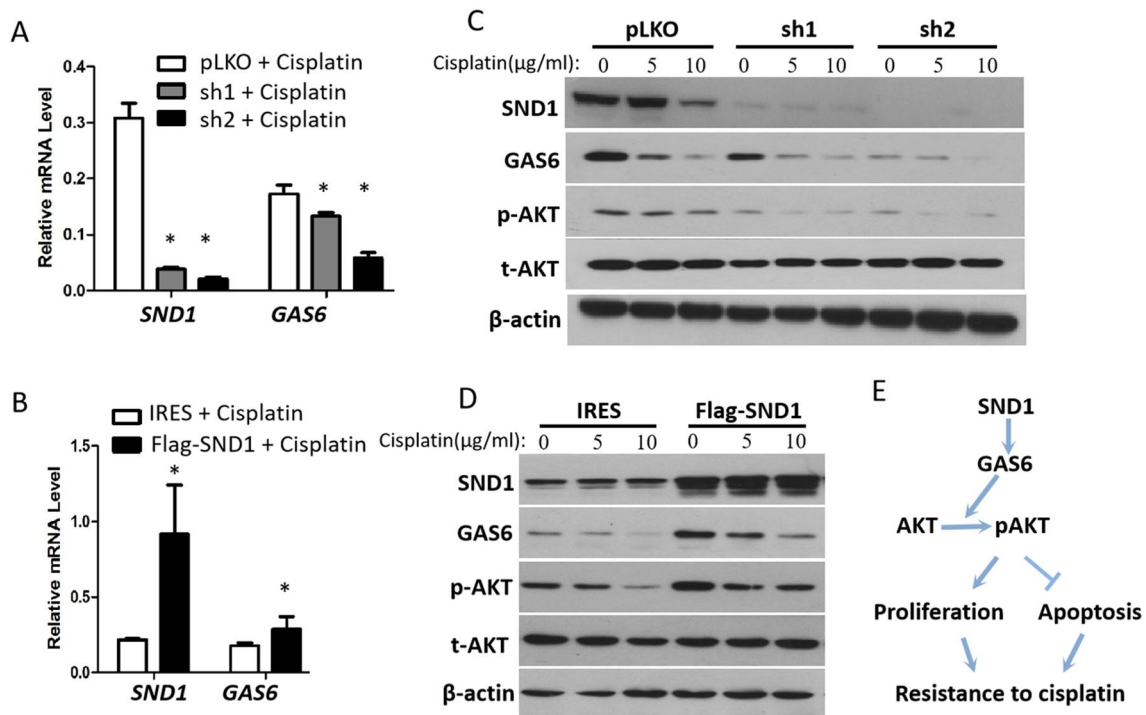 A
pLKO + Cisplatin
sh1 + Cisplatin
sh2 + Cisplatin
Relative mRNA Level
0.4
0.3
0.2
0.1
0.0
* * * *
SND1 GAS6
B
IRES + Cisplatin
Flag-SND1 + Cisplatin
Relative mRNA Level
1.5
1.0
0.5
0.0
* *
SND1 GAS6
C
pLKO sh1 sh2
Cisplatin(μg/ml): 0 5 10 0 5 10 0 5 10
SND1
GAS6
p-AKT
t-AKT
β-actin
D
IRES Flag-SND1
Cisplatin(μg/ml): 0 5 10 0 5 10
SND1
GAS6
p-AKT
t-AKT
β-actin
E
SND1
GAS6
AKT pAKT
Proliferation Apoptosis
Resistance to cisplatin